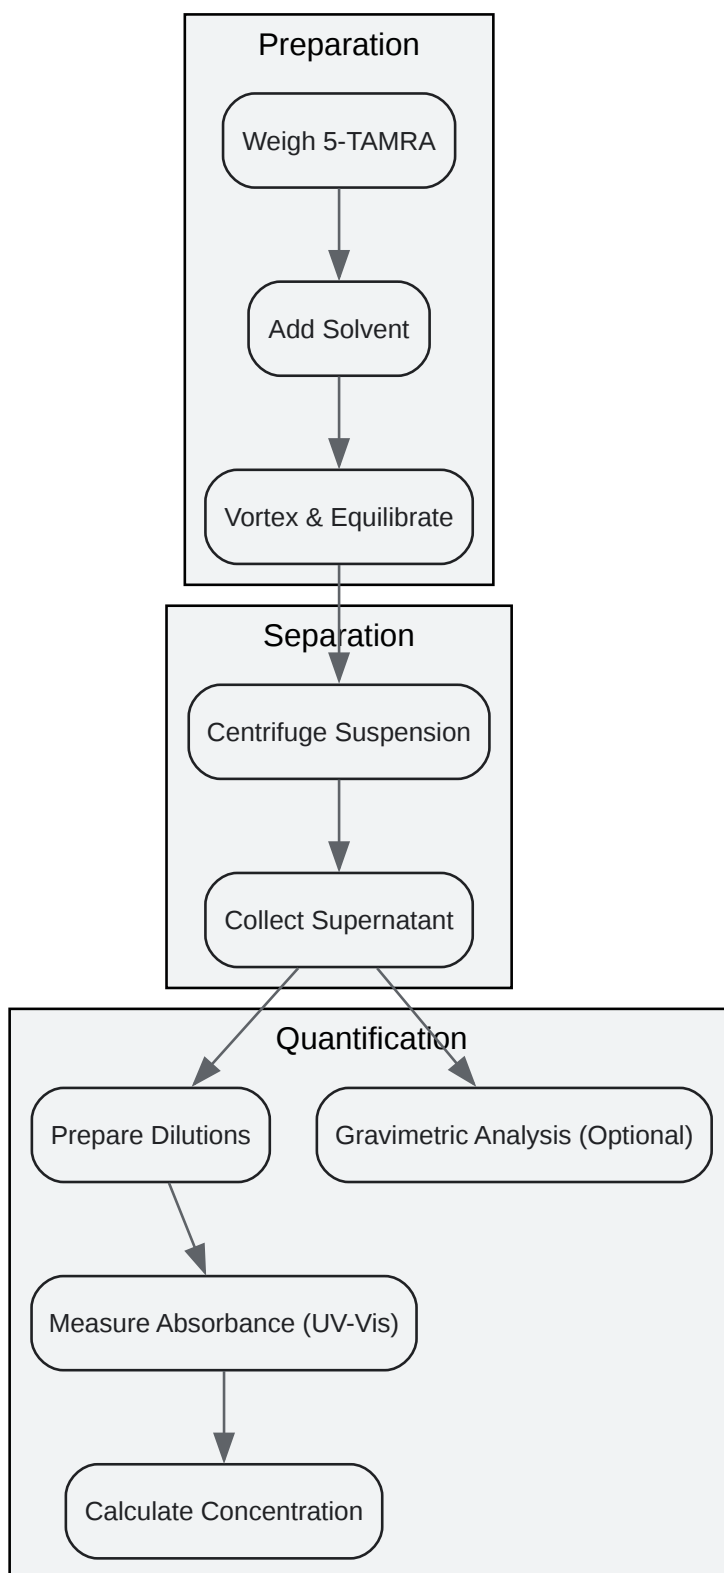 Preparation
Weigh 5-TAMRA
Add Solvent
Vortex & Equilibrate
Separation
Centrifuge Suspension
Collect Supernatant
Quantification
Prepare Dilutions
Gravimetric Analysis (Optional)
Measure Absorbance (UV-Vis)
Calculate Concentration